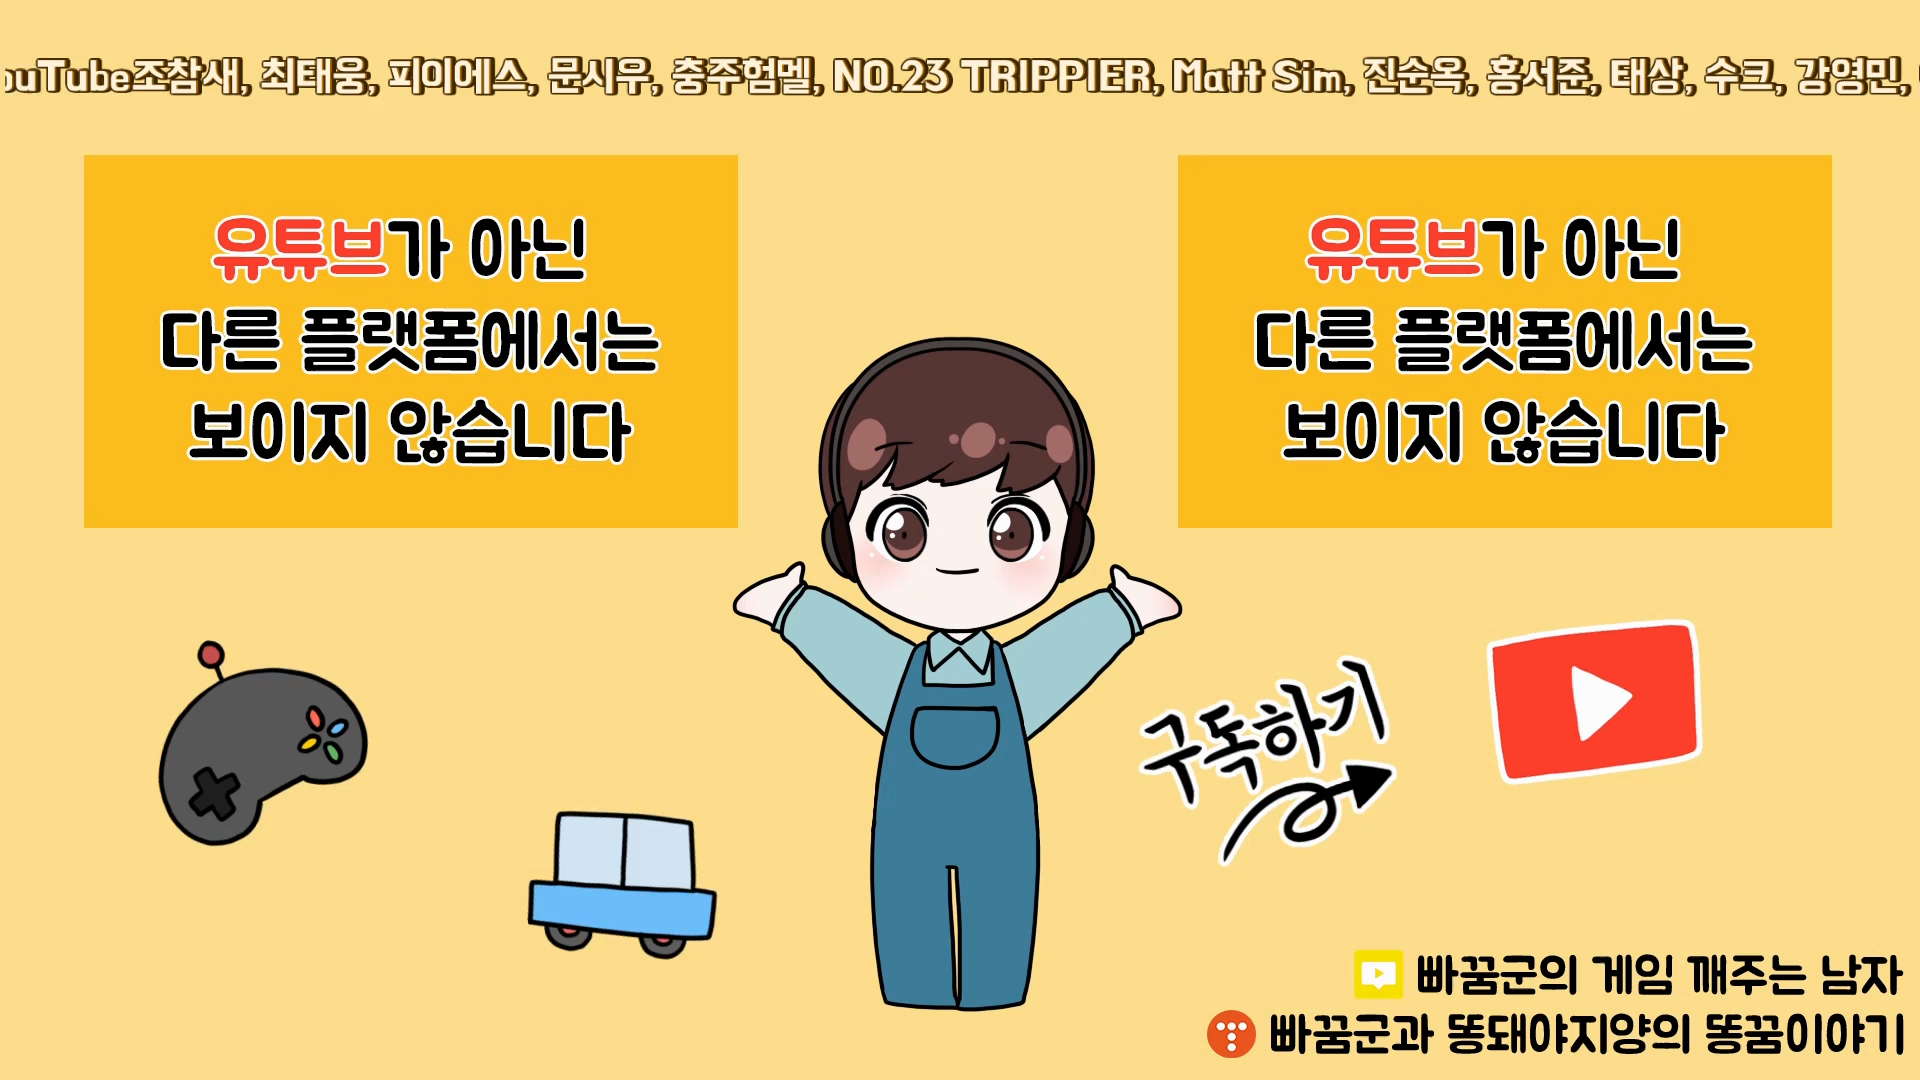 ouTube조참새, 최태웅, 피이에스, 문시우, 충주험멜, NO.23 TRIPPIER, Matt Sim, 진순옥, 홍서준, 태상, 수크, 강영민,
유튜브가 아닌
다른 플랫폼에서는
보이지 않습니다
유튜브가 아닌
다른 플랫폼에서는
보이지 않습니다
구독하기
빠꿈군의 게임 깨주는 남자
빠꿈군과 똥돼야지양의 똥꿈이야기